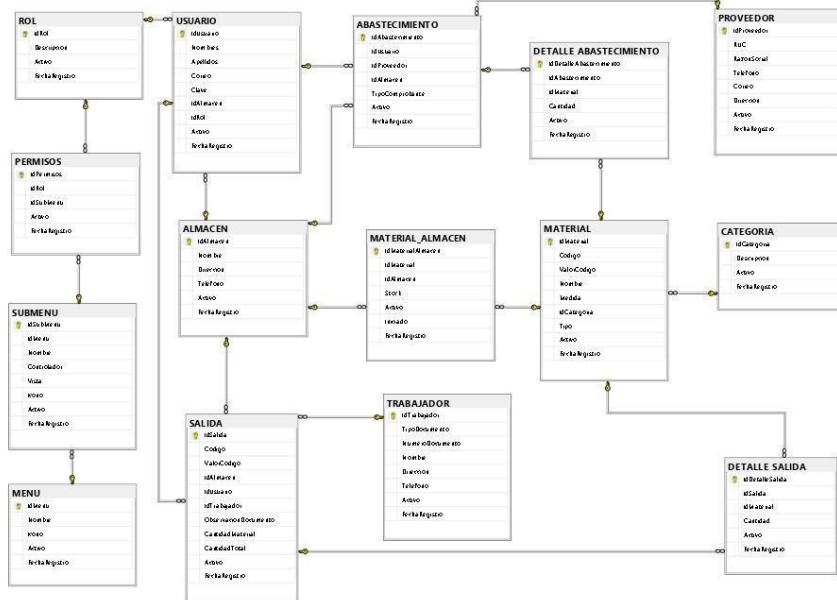 ROL
IdRol
Descripcion
Activo
FechaRegistro
USUARIO
IdUsuario
Nombres
Apellidos
Correo
Clave
IdAlmacen
IdRol
Activo
FechaRegistro
ABASTECIMIENTO
IdAbastecimiento
IdUsuario
IdProveedor
IdAlmacen
TipoComprobante
Activo
FechaRegistro
DETALLE ABASTECIMIENTO
IdDetalleAbastecimiento
IdAbastecimiento
IdMaterial
Cantidad
Activo
FechaRegistro
PROVEEDOR
IdProveedor
RUC
RazonSocial
Telefono
Correo
Direccion
Activo
FechaRegistro
PERMISOS
IdPermisos
IdRol
IdSubMenu
Activo
FechaRegistro
ALMACEN
IdAlmacen
Nombre
Direccion
Telefono
Activo
FechaRegistro
MATERIAL_ALMACEN
IdMaterialAlmacen
IdMaterial
IdAlmacen
Stock
Activo
Iniciado
FechaRegistro
MATERIAL
IdMaterial
Codigo
ValorCodigo
Nombre
Medida
IdCategoria
Tipo
Activo
FechaRegistro
CATEGORIA
IdCategoria
Descripcion
Activo
FechaRegistro
SUBMENU
IdSubMenu
IdMenu
Nombre
Controlador
Vista
Icono
Activo
FechaRegistro
MENU
IdMenu
Nombre
Icono
Activo
FechaRegistro
SALIDA
IdSalida
Codigo
ValorCodigo
IdAlmacen
IdUsuario
IdTrabajador
ObservacionDocumento
CantidadMaterial
CantidadTotal
Activo
FechaRegistro
TRABAJADOR
IdTrabajador
TipoDocumento
NumeroDocumento
Nombre
Direccion
Telefono
Activo
FechaRegistro
DETALLE SALIDA
IdDetalleSalida
IdSalida
IdMaterial
Cantidad
Activo
FechaRegistro